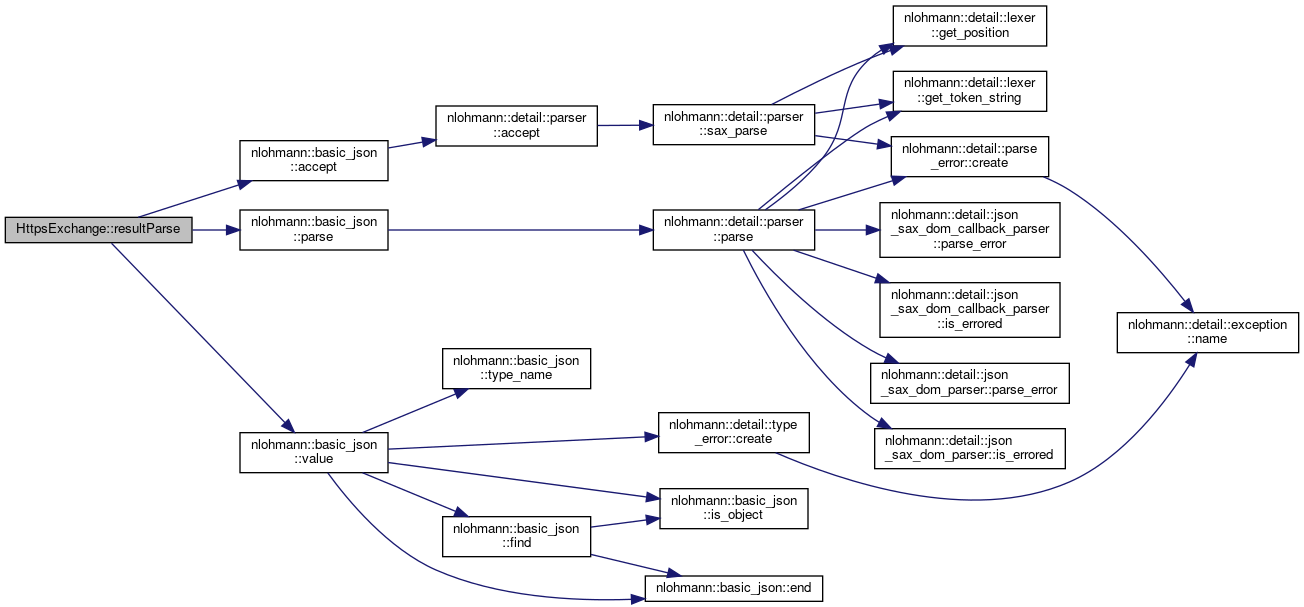 nlohmann::detail::lexer
::get_position
nlohmann::detail::lexer
::get_token_string
nlohmann::detail::parser
::accept
nlohmann::detail::parser
::sax_parse
nlohmann::basic_json
::accept
nlohmann::detail::parse
_error::create
HttpsExchange::resultParse
nlohmann::basic_json
::parse
nlohmann::detail::parser
::parse
nlohmann::detail::json
_sax_dom_callback_parser
::parse_error
nlohmann::detail::json
_sax_dom_callback_parser
::is_errored
nlohmann::detail::exception
::name
nlohmann::basic_json
::type_name
nlohmann::detail::json
_sax_dom_parser::parse_error
nlohmann::basic_json
::value
nlohmann::detail::type
_error::create
nlohmann::detail::json
_sax_dom_parser::is_errored
nlohmann::basic_json
::is_object
nlohmann::basic_json
::find
nlohmann::basic_json::end